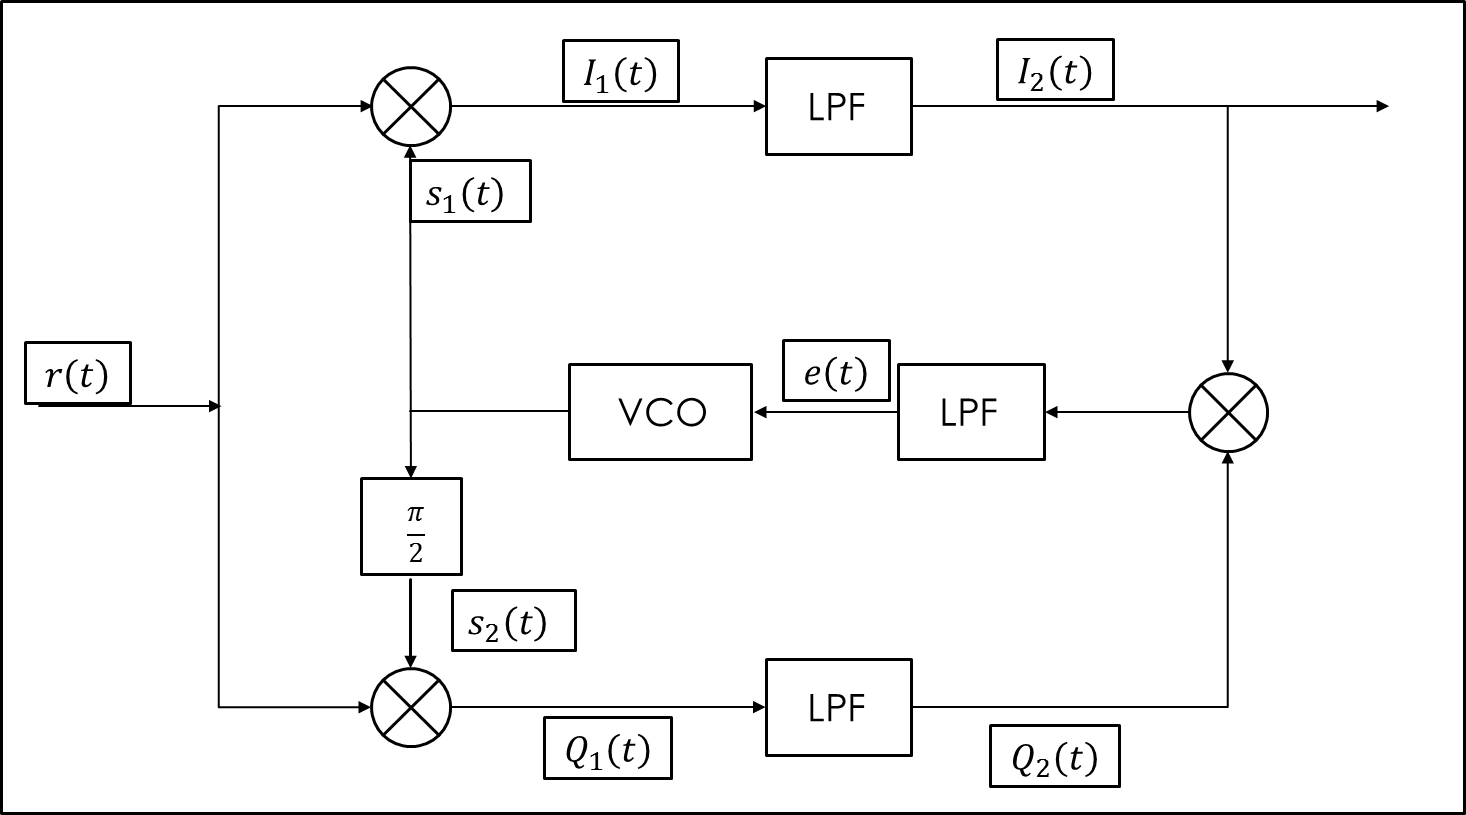 I₁(t)
LPF
I₂(t)
s₁(t)
r(t)
VCO
e(t)
LPF
π
2
s₂(t)
Q₁(t)
LPF
Q₂(t)